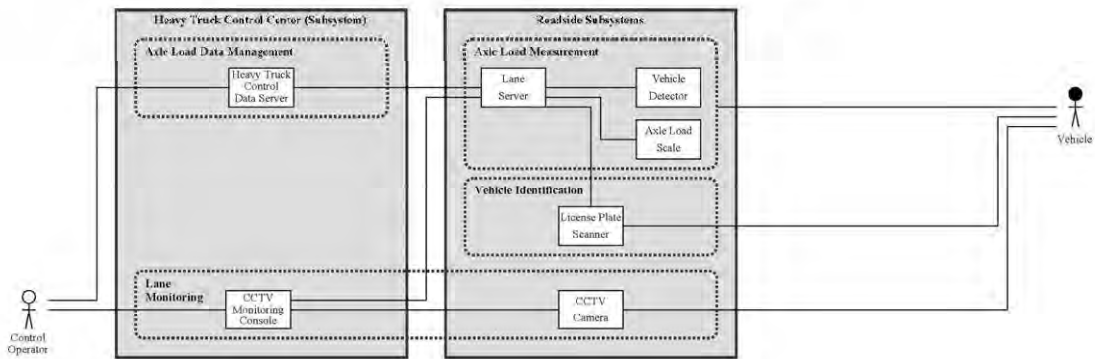 Heavy Truck Control Center (Subsystem)
Axle Load Data Management
Heavy Truck
Control
Data Server
Roadside Subsystems
Axle Load Measurement
Lane
Server
Vehicle
Detector
Axle Load
Scale
Vehicle
Vehicle Identification
License Plate
Scanner
Lane
Monitoring
CCTV
Monitoring
Console
CCTV
Camera
Control
Operator